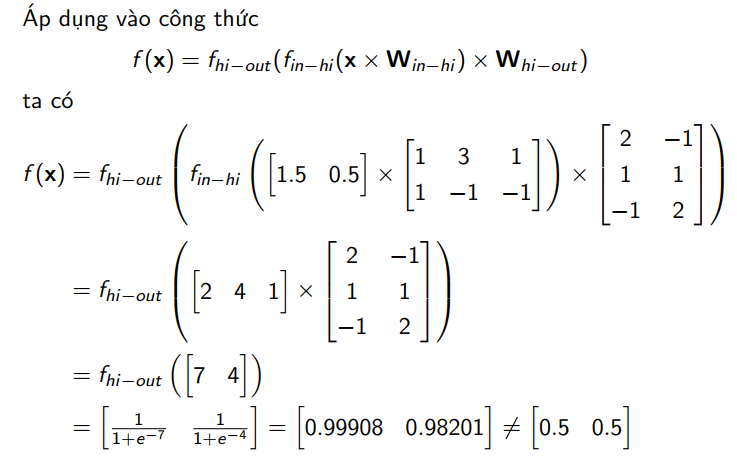 Áp dụng vào công thức
f(x) = f_{hi−out}(f_{in−hi}(x × W_{in−hi}) × W_{hi−out})
ta có
f(x) = f_{hi−out} ( f_{in−hi} ( [1.5 0.5] × [1 3 1; 1 −1 −1] ) × [2 −1; 1 1; −1 2] )
= f_{hi−out} ( [2 4 1] × [2 −1; 1 1; −1 2] )
= f_{hi−out} ( [7 4] )
= [ \frac{1}{1+e^{−7}} \frac{1}{1+e^{−4}} ] = [0.99908 0.98201] ≠ [0.5 0.5]